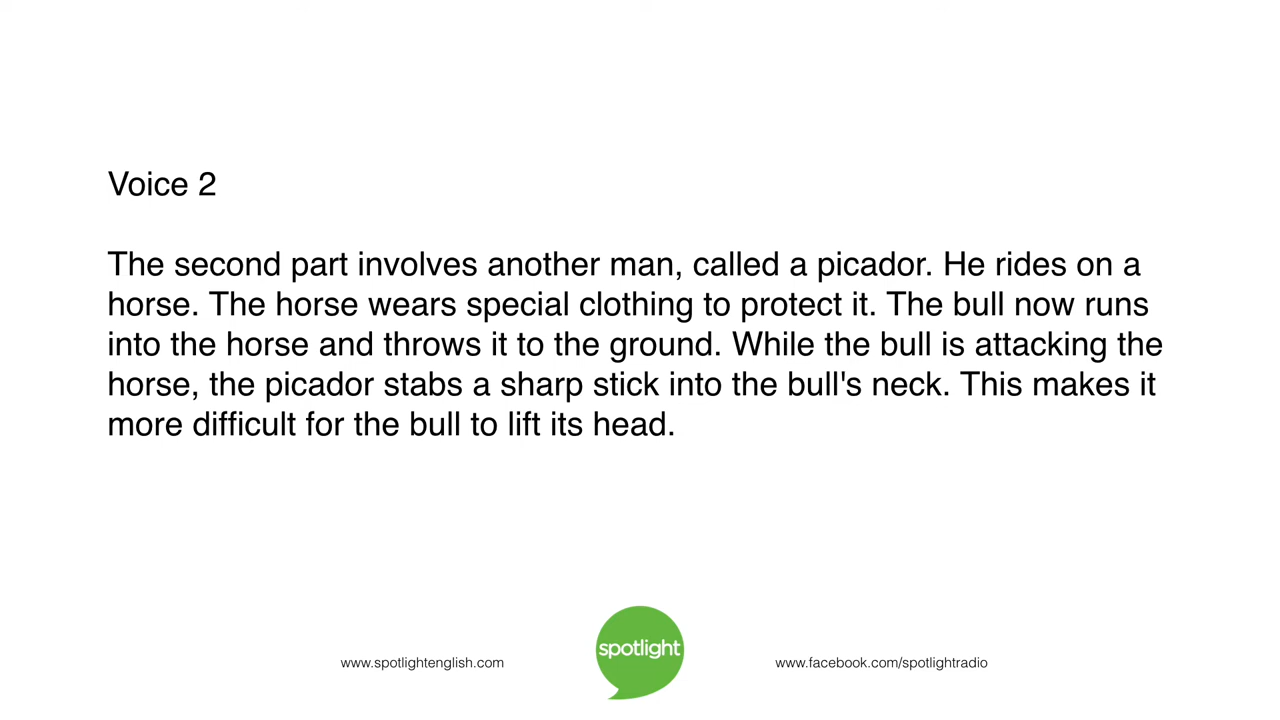 Voice 2
The second part involves another man, called a picador. He rides on a
horse. The horse wears special clothing to protect it. The bull now runs
into the horse and throws it to the ground. While the bull is attacking the
horse, the picador stabs a sharp stick into the bull's neck. This makes it
more difficult for the bull to lift its head.
spotlight
www.spotlightenglish.com
www.facebook.com/spotlightradio